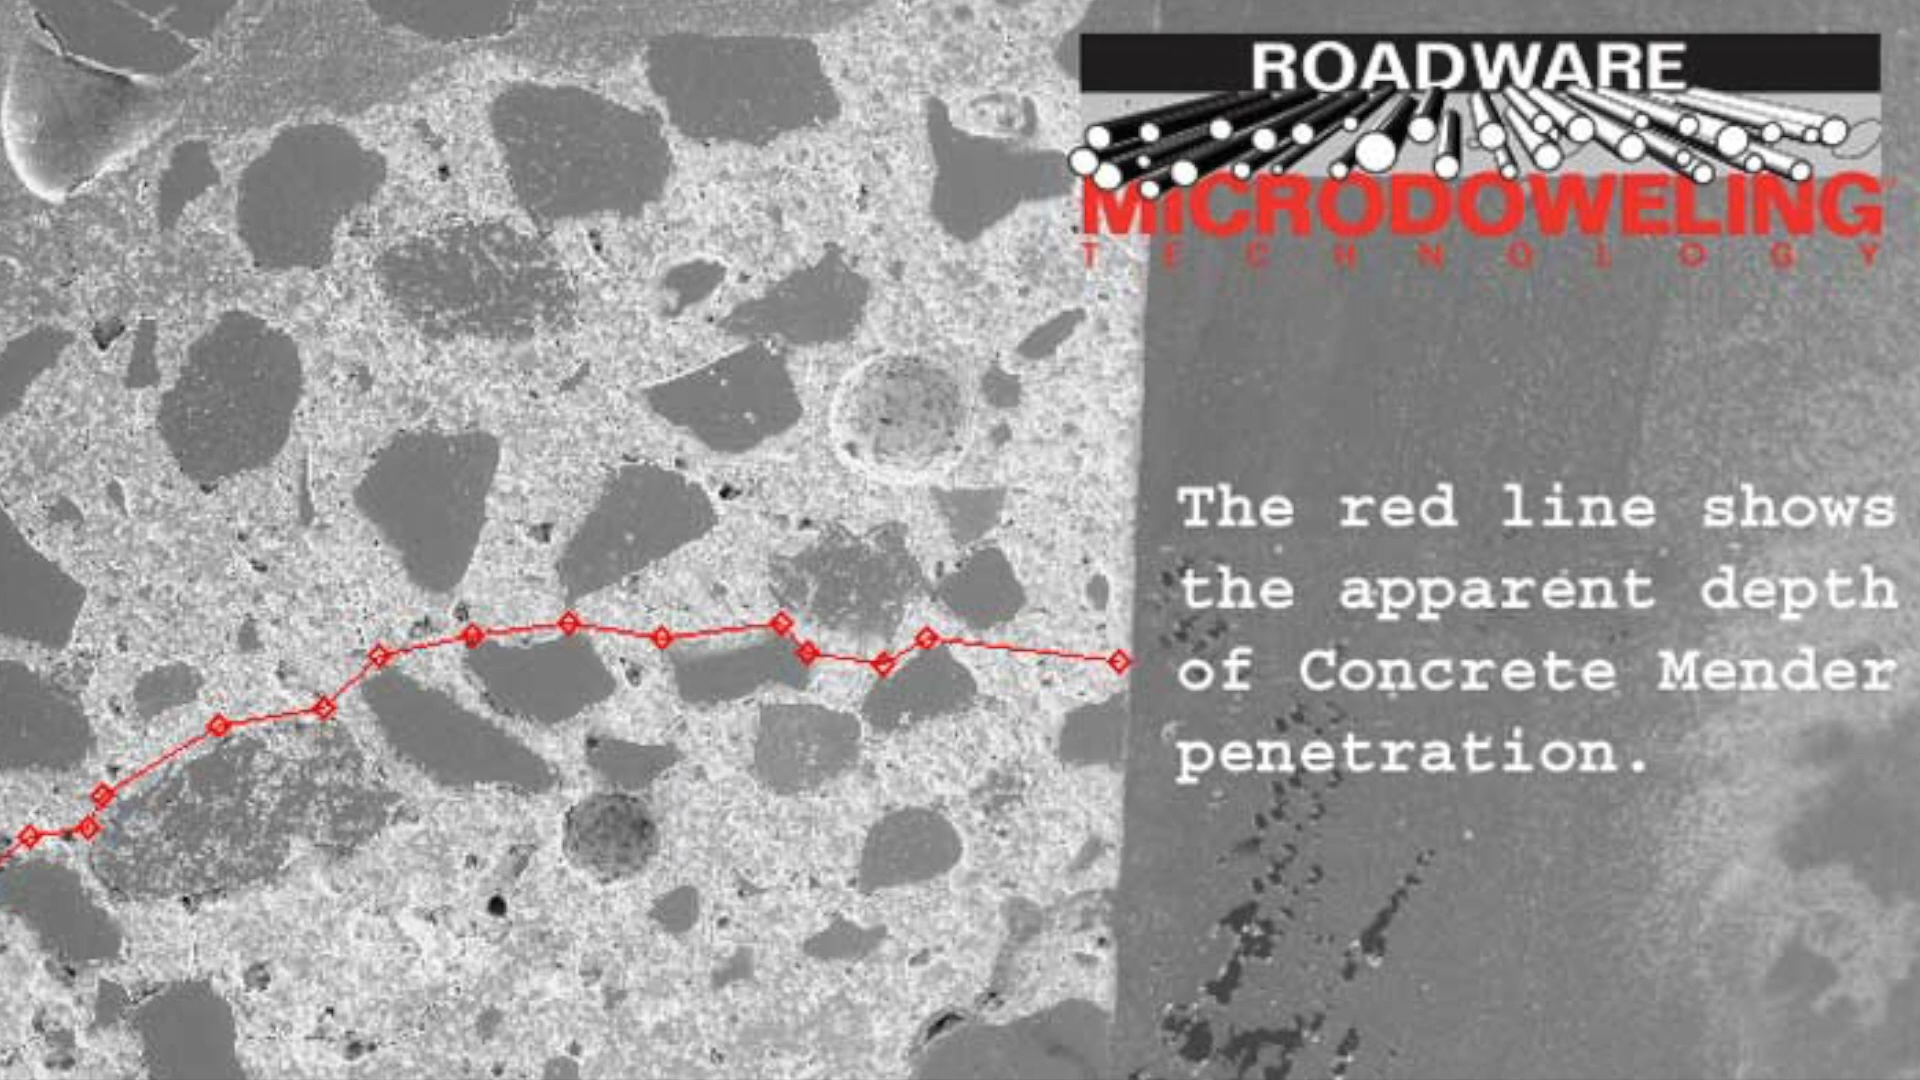 ROADWARE
MICRODOWELING
TECHNOLOGY
The red line shows
the apparent depth
of Concrete Mender
penetration.